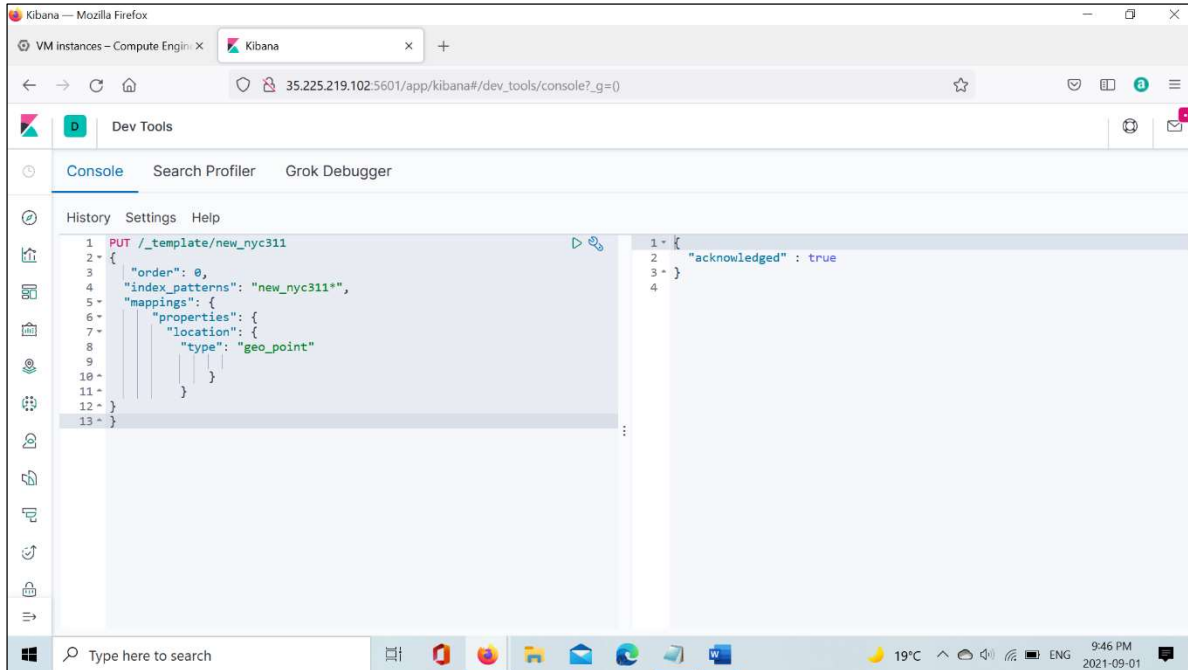 Kibana — Mozilla Firefox
VM instances – Compute Engin
Kibana
35.225.219.102:5601/app/kibana#/dev_tools/console?_g=()
a
D
Dev Tools
Console Search Profiler Grok Debugger
History Settings Help
1 PUT /_template/new_nyc311
2 {
3 "order": 0,
4 "index_patterns": "new_nyc311*",
5 "mappings": {
6 "properties": {
7 "location": {
8 "type": "geo_point"
9
10 }
11 }
12 }
13 }
1 {
2 "acknowledged" : true
3 }
4
Type here to search
19°C
ENG
9:46 PM
2021-09-01